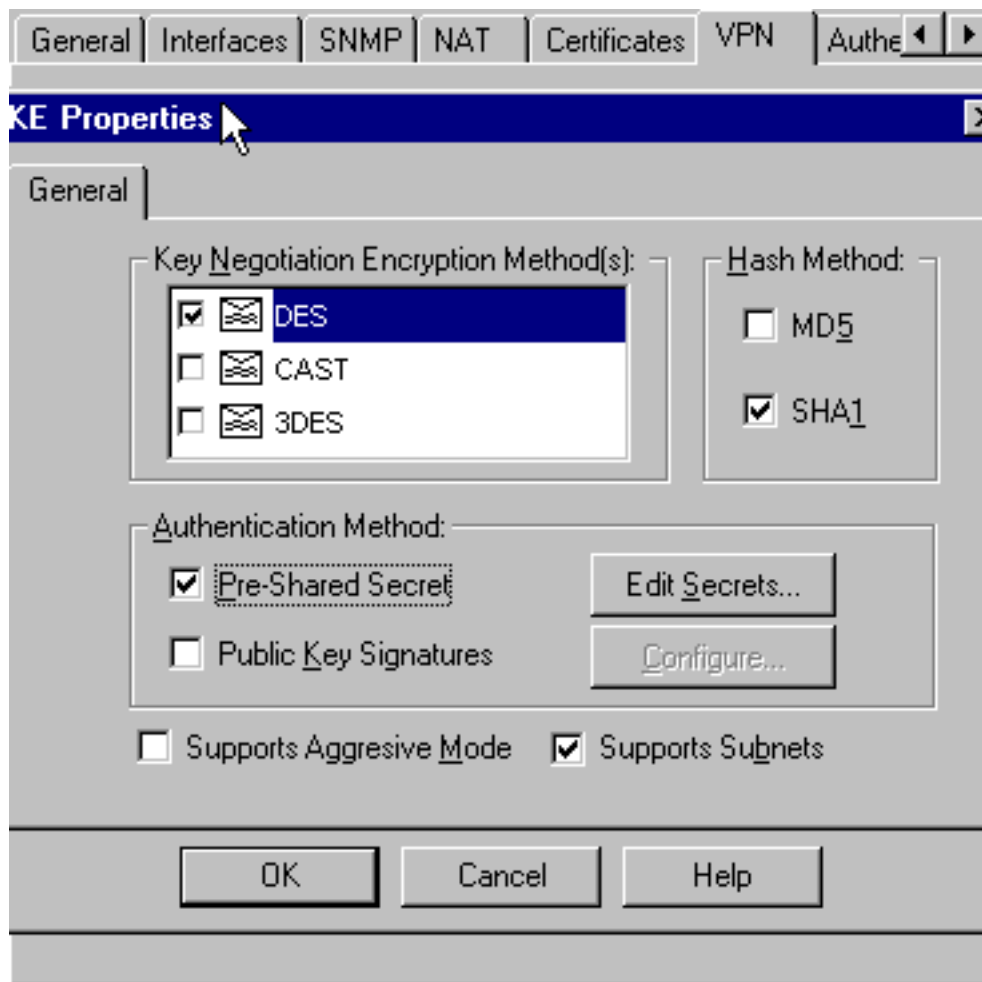 General Interfaces SNMP NAT Certificates VPN Authe
KE Properties
General
Key Negotiation Encryption Method(s):
Hash Method:
DES
MD5
CAST
SHA1
3DES
Authentication Method:
Pre-Shared Secret
Edit Secrets...
Public Key Signatures
Configure...
Supports Aggresive Mode
Supports Subnets
OK Cancel Help